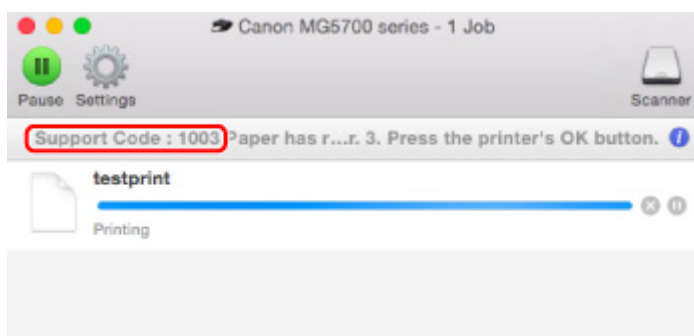 Canon MG5700 series - 1 Job
Pause Settings Scanner
Support Code : 1003 Paper has r...r. 3. Press the printer's OK button.
testprint
Printing